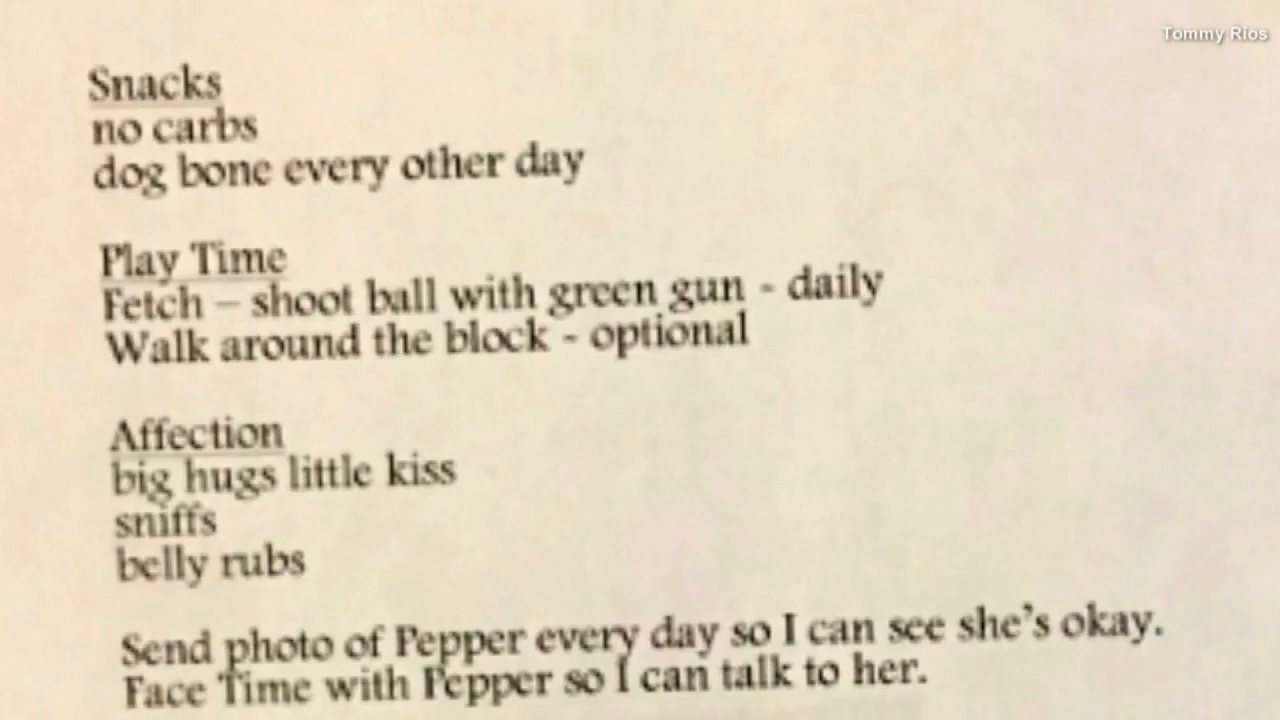 Tommy Rios
Snacks
no carbs
dog bone every other day
Play Time
Fetch – shoot ball with green gun - daily
Walk around the block - optional
Affection
big hugs little kiss
sniffs
belly rubs
Send photo of Pepper every day so I can see she's okay.
Face Time with Pepper so I can talk to her.